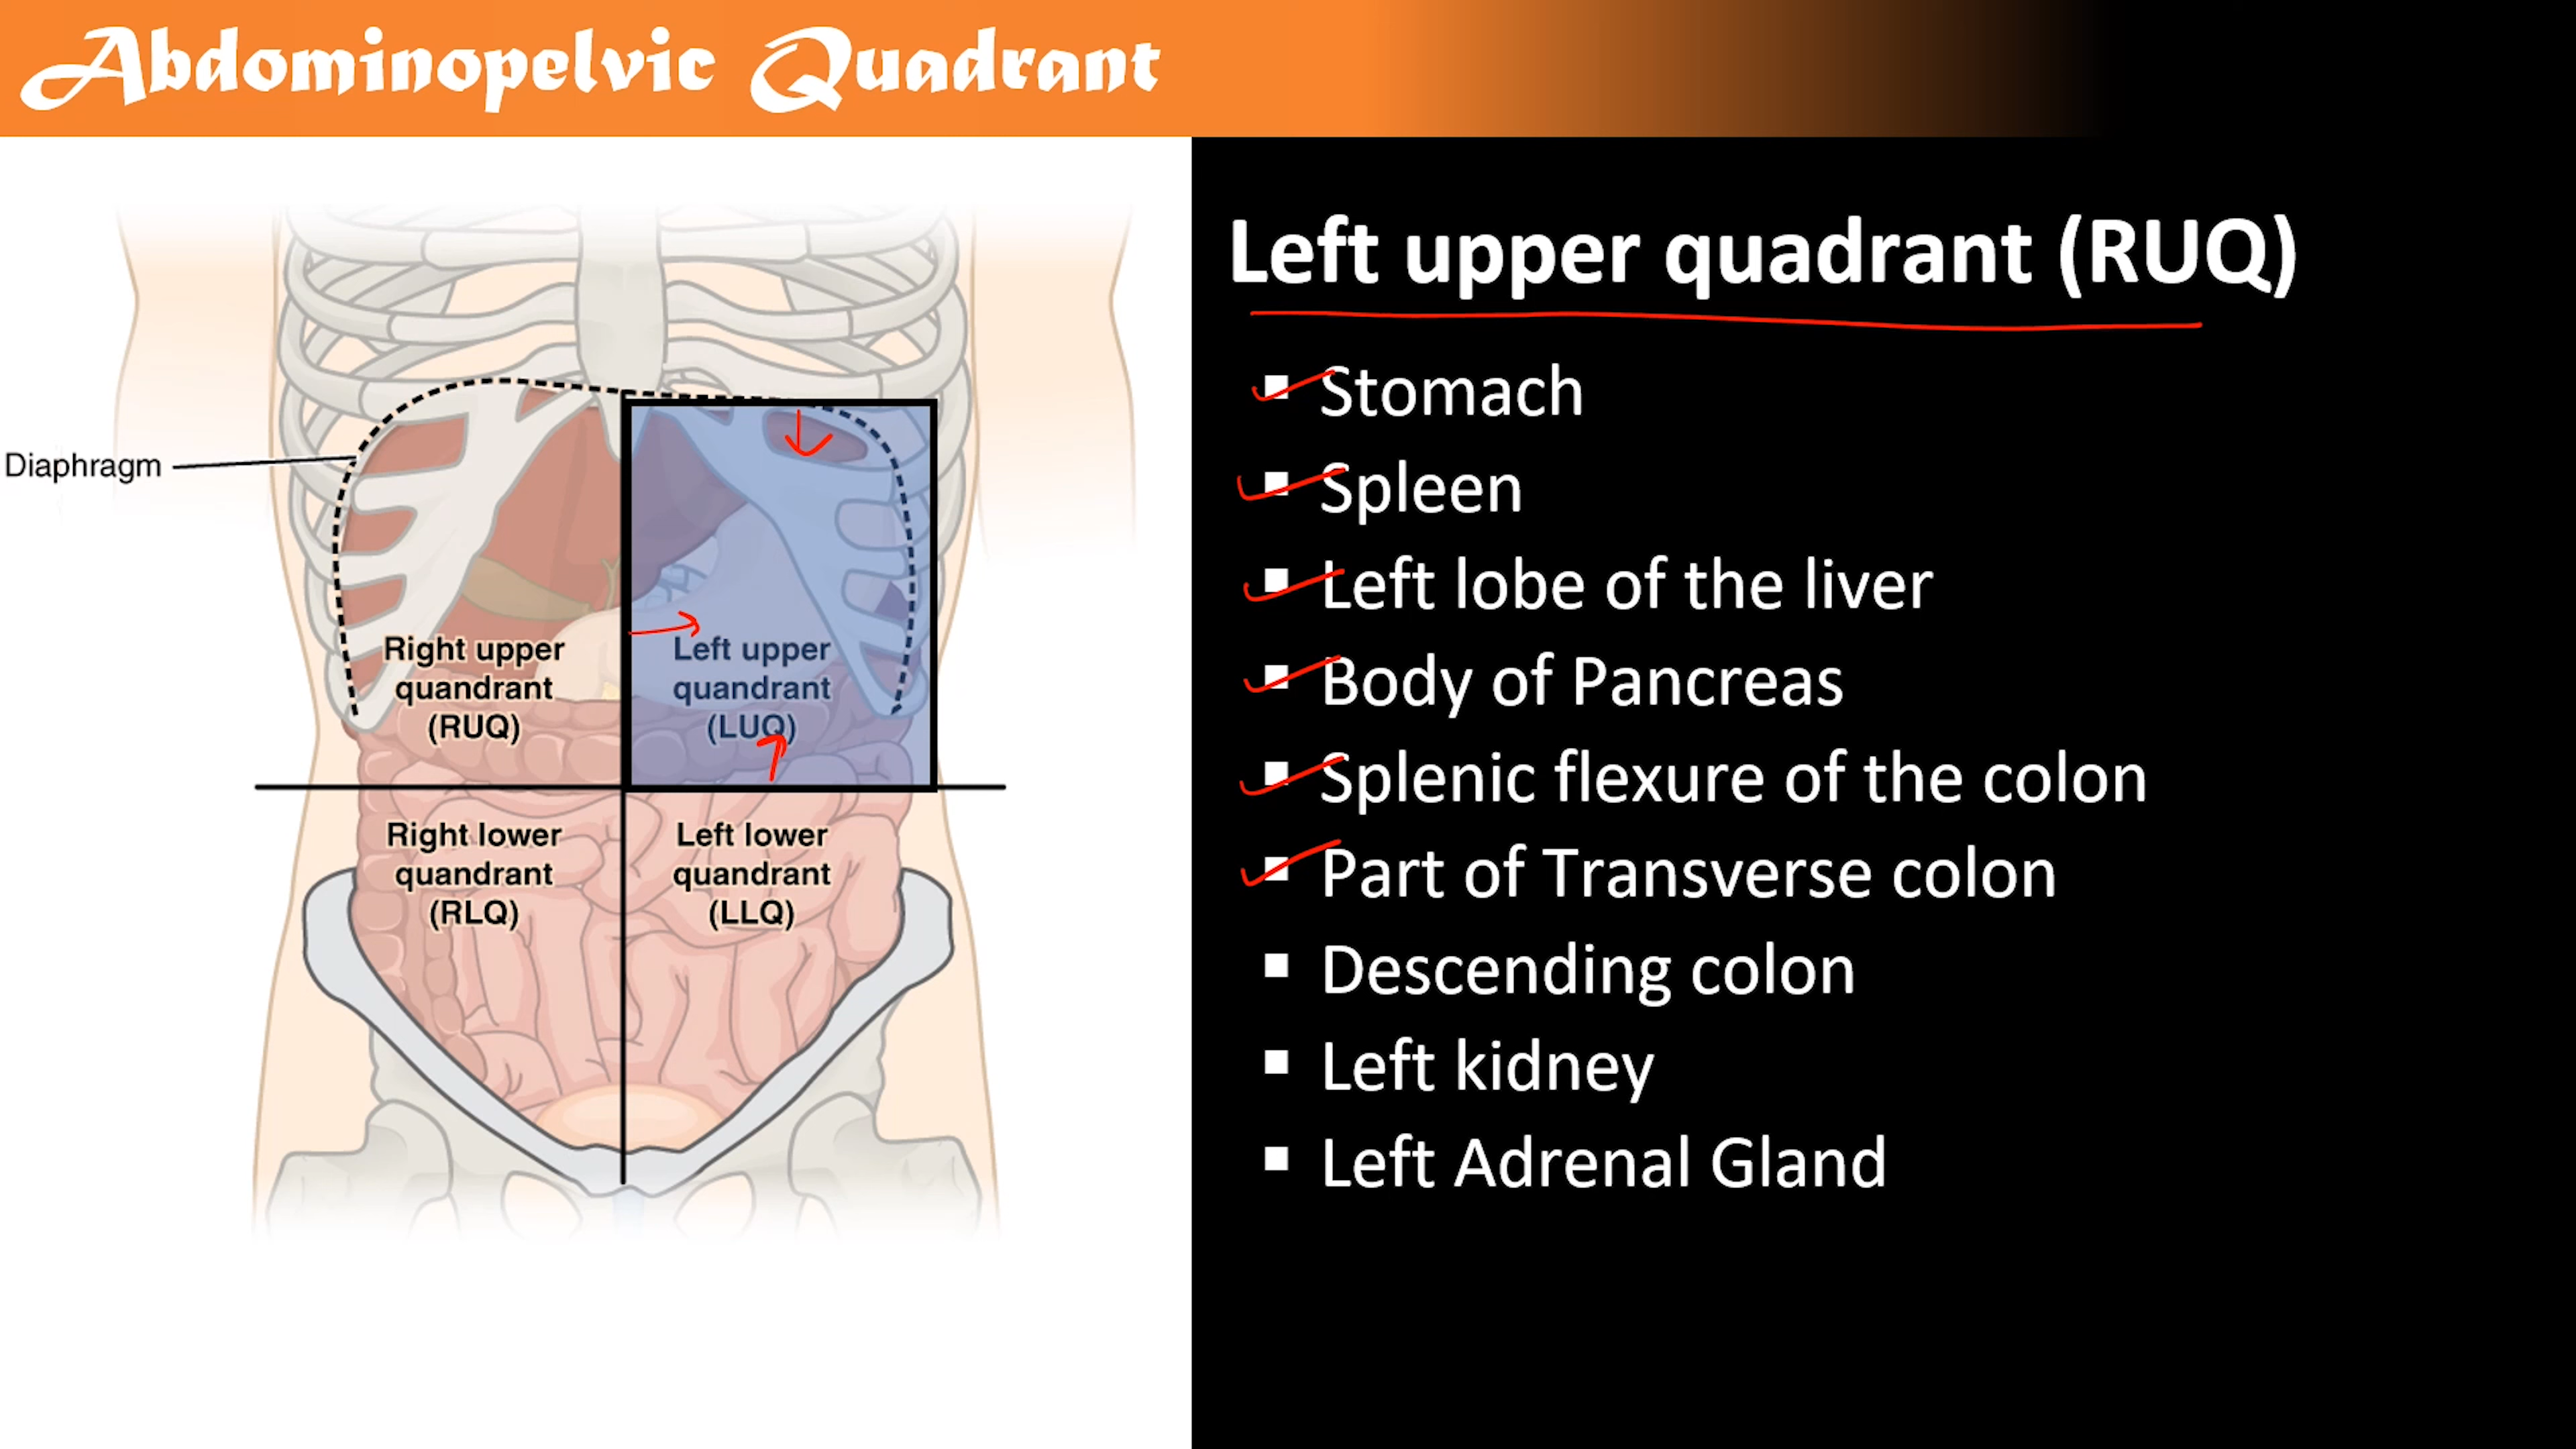 Abdominopelvic Quadrant
Diaphragm
Right upper
quandrant
(RUQ)
Left upper
quandrant
(LUQ)
Right lower
quandrant
(RLQ)
Left lower
quandrant
(LLQ)
Left upper quadrant (RUQ)
Stomach
Spleen
Left lobe of the liver
Body of Pancreas
Splenic flexure of the colon
Part of Transverse colon
Descending colon
Left kidney
Left Adrenal Gland